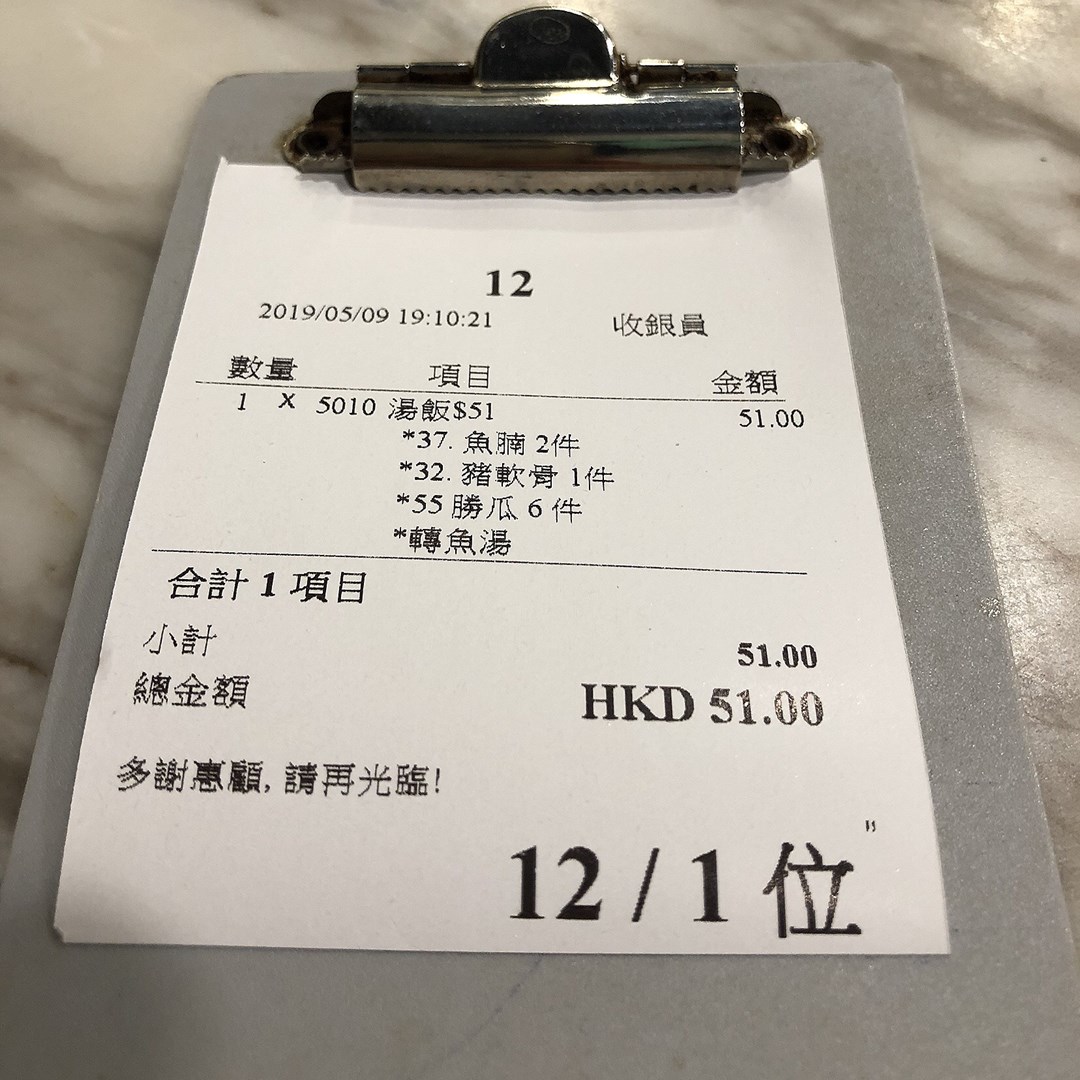 12
2019/05/09 19:10:21 收銀員
數量 項目 金額
1 X 5010 湯飯$51 51.00
*37. 魚腩 2件
*32. 豬軟骨 1件
*55 勝瓜 6 件
*轉魚湯
合計 1 項目
小計 51.00
總金額 HKD 51.00
多謝惠顧, 請再光臨!
"
12 / 1 位